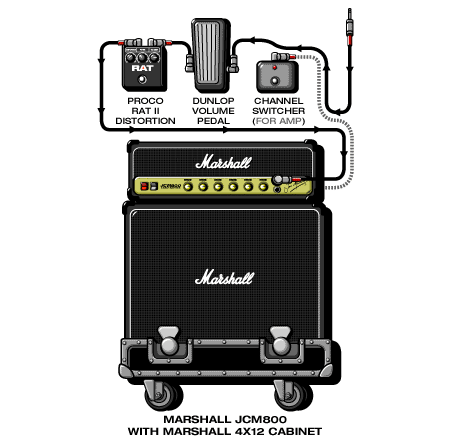 RAT
PROCO
RAT II
DISTORTION
DUNLOP
VOLUME
PEDAL
CHANNEL
SWITCHER
(FOR AMP)
Marshall
JCM800
Marshall
MARSHALL JCM800
WITH MARSHALL 4X12 CABINET